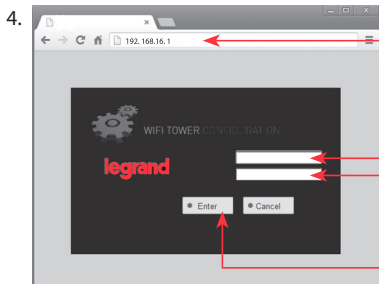 4.
192. 168.16. 1
WIFI TOWER CONFIGURATION
legrand
Enter
Cancel